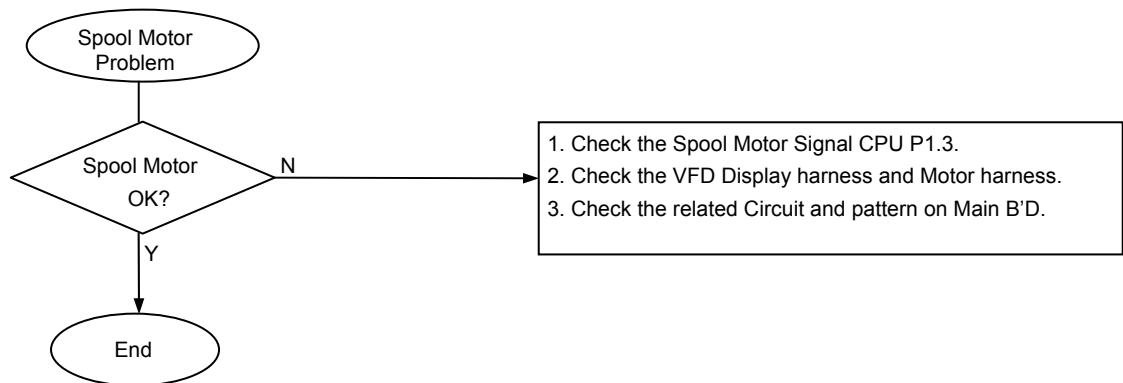 Spool Motor
Problem
Spool Motor
OK?
N
1. Check the Spool Motor Signal CPU P1.3.
2. Check the VFD Display harness and Motor harness.
3. Check the related Circuit and pattern on Main B’D.
Y
End